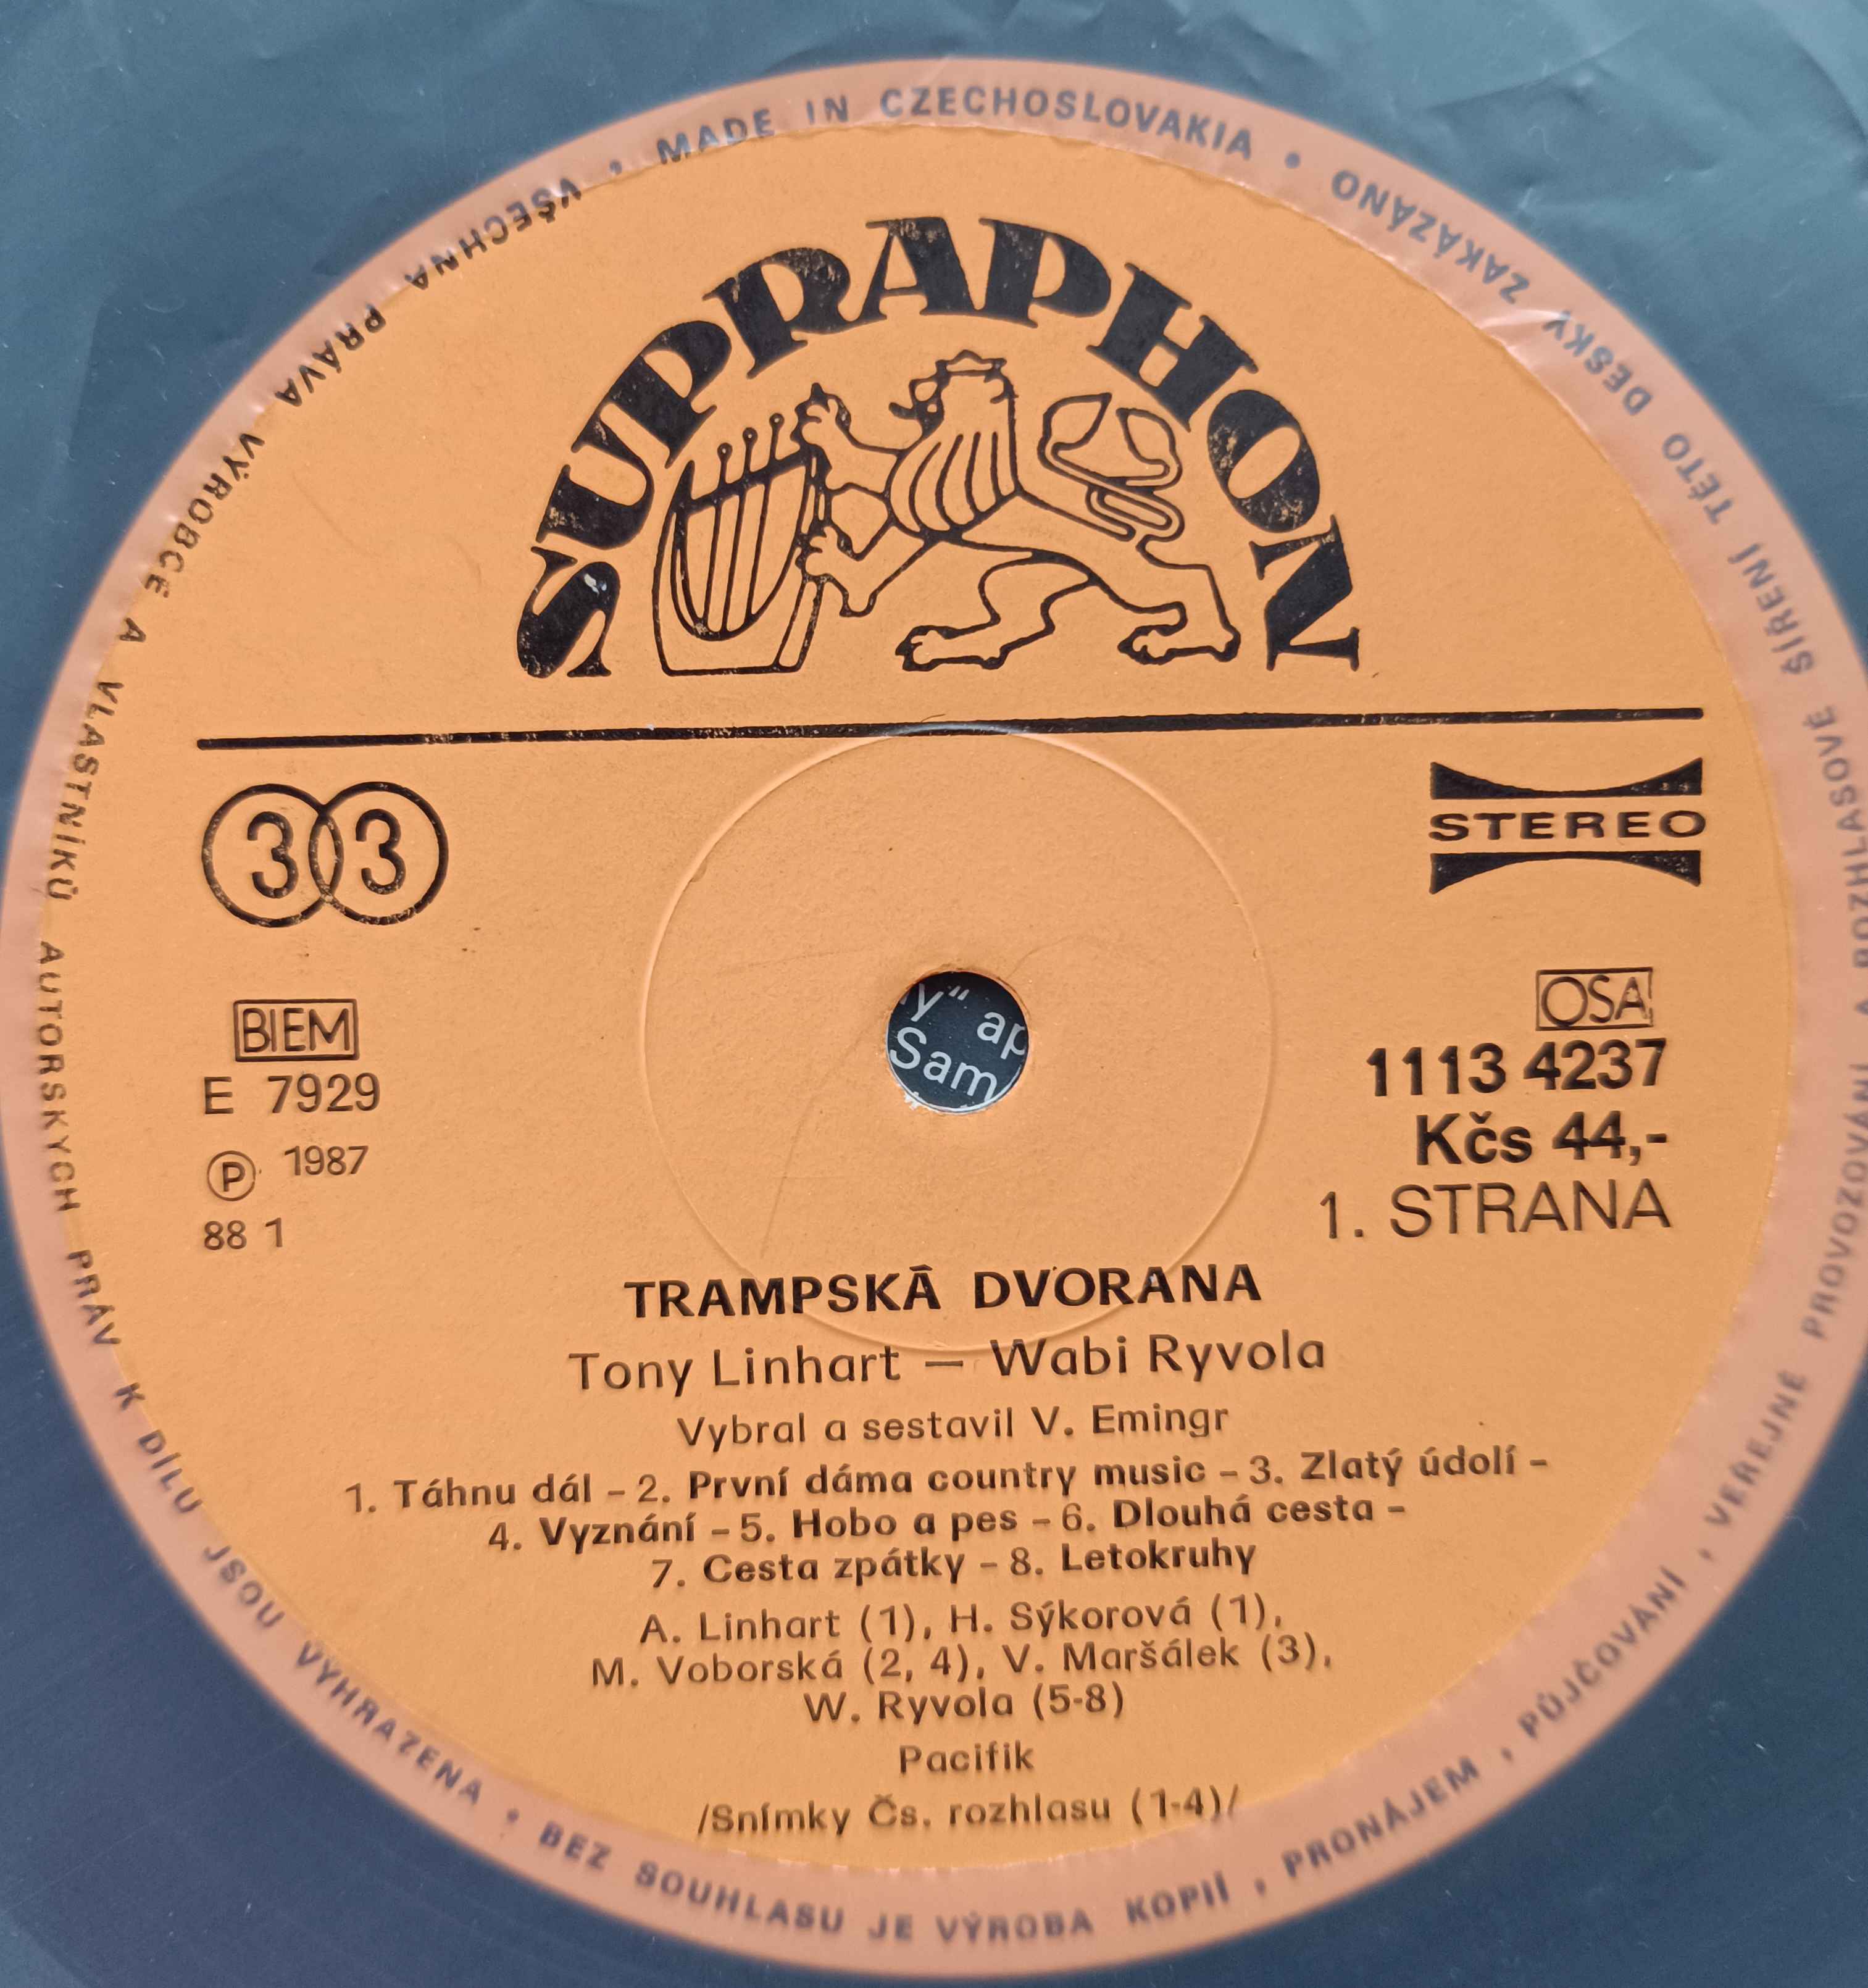 MADE IN CZECHOSLOVAKIA • VŠECHNA PRÁVA VÝROBCE A VLASTNÍKŮ AUTORSKÝCH PRÁV K DÍLU JSOU VYHRAZENA • BEZ SOUHLASU JE VÝROBA KOPIÍ, PRONÁJEM, PŮJČOVÁNÍ, VEŘEJNÉ PROVOZOVÁNÍ A ROZHLASOVÉ ŠÍŘENÍ TÉTO DESKY ZAKÁZÁNO •
SUPRAPHON
33
STEREO
BIEM
E 7929
Ⓟ 1987
88 1
y“ ap
Sam
OSA
1113 4237
Kčs 44,-
1. STRANA
TRAMPSKÁ DVORANA
Tony Linhart – Wabi Ryvola
Vybral a sestavil V. Emingr
1. Táhnu dál – 2. První dáma country music – 3. Zlatý údolí –
4. Vyznání – 5. Hobo a pes – 6. Dlouhá cesta –
7. Cesta zpátky – 8. Letokruhy
A. Linhart (1), H. Sýkorová (1),
M. Voborská (2, 4), V. Maršálek (3),
W. Ryvola (5-8)
Pacifik
/Snímky Čs. rozhlasu (1-4)/